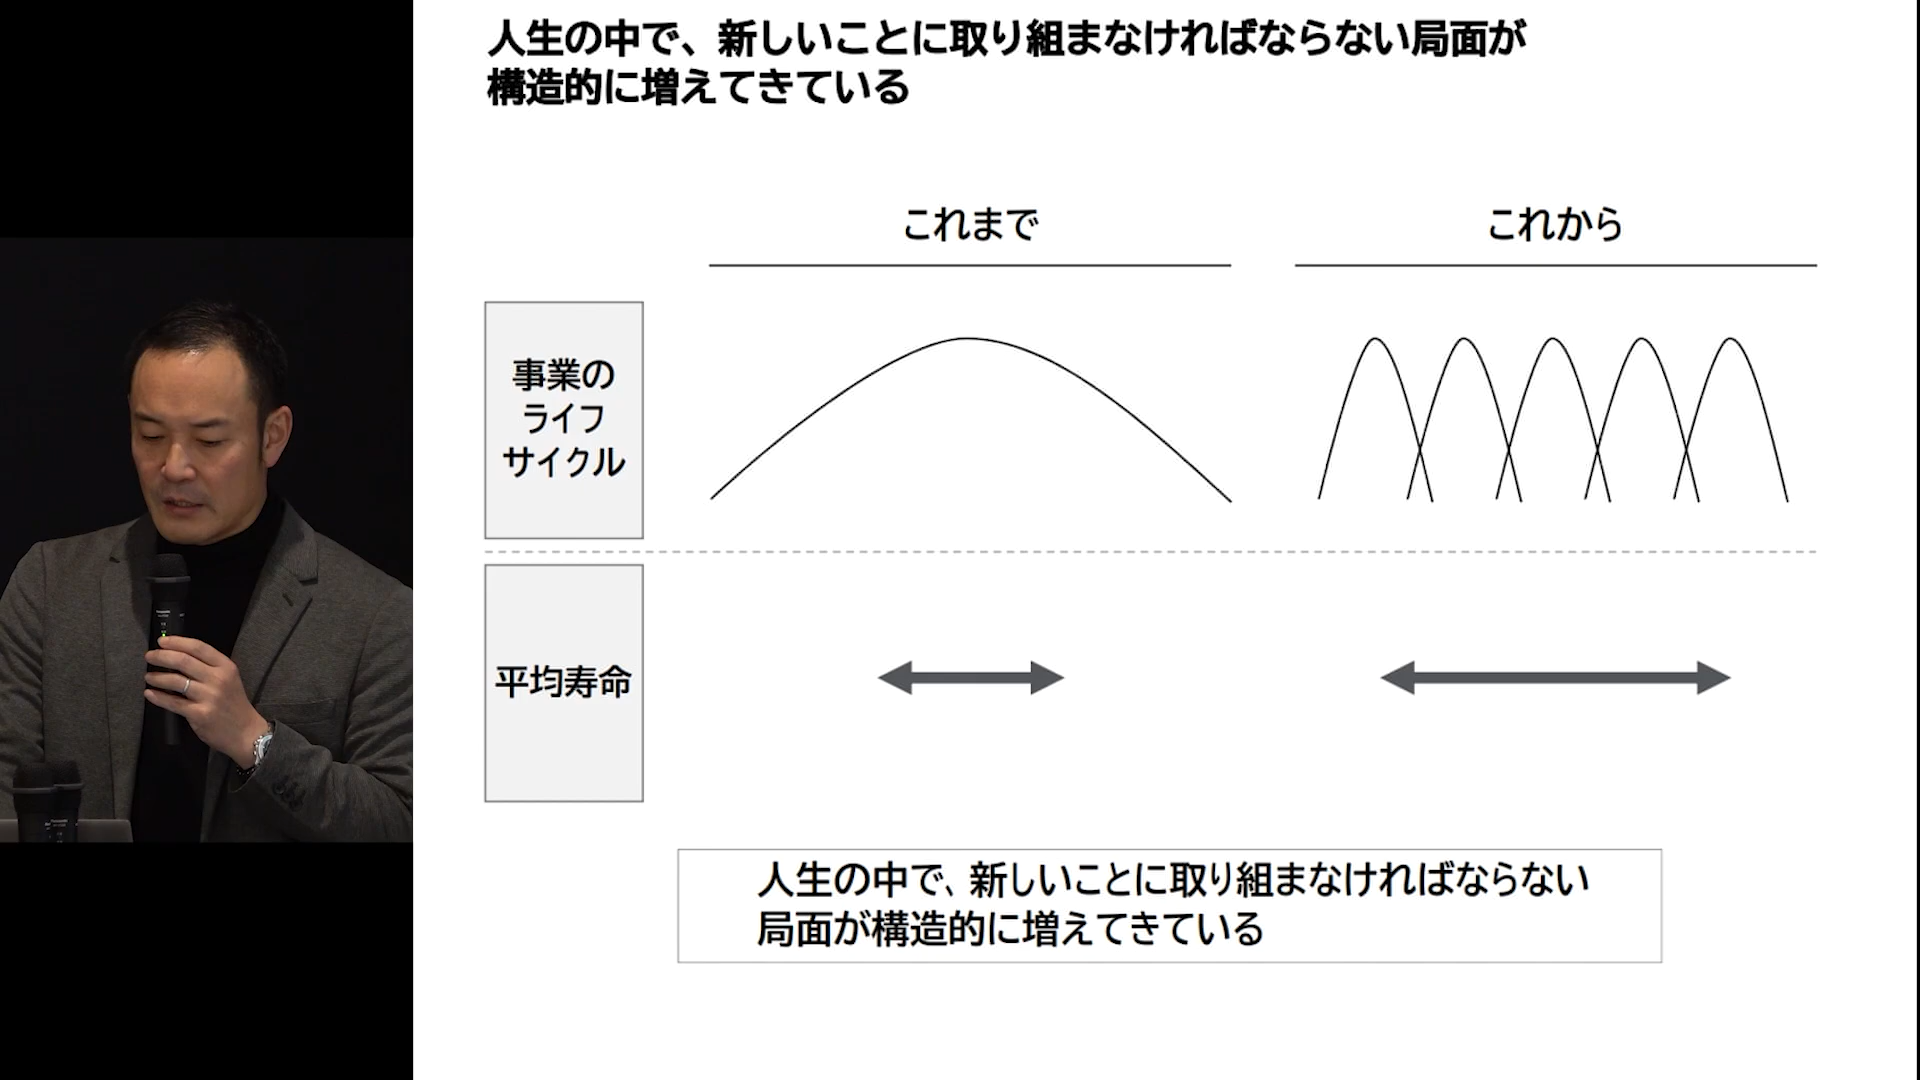 人生の中で、新しいことに取り組まなければならない局面が
構造的に増えてきている
これまで
これから
事業の
ライフ
サイクル
平均寿命
人生の中で、新しいことに取り組まなければならない
局面が構造的に増えてきている